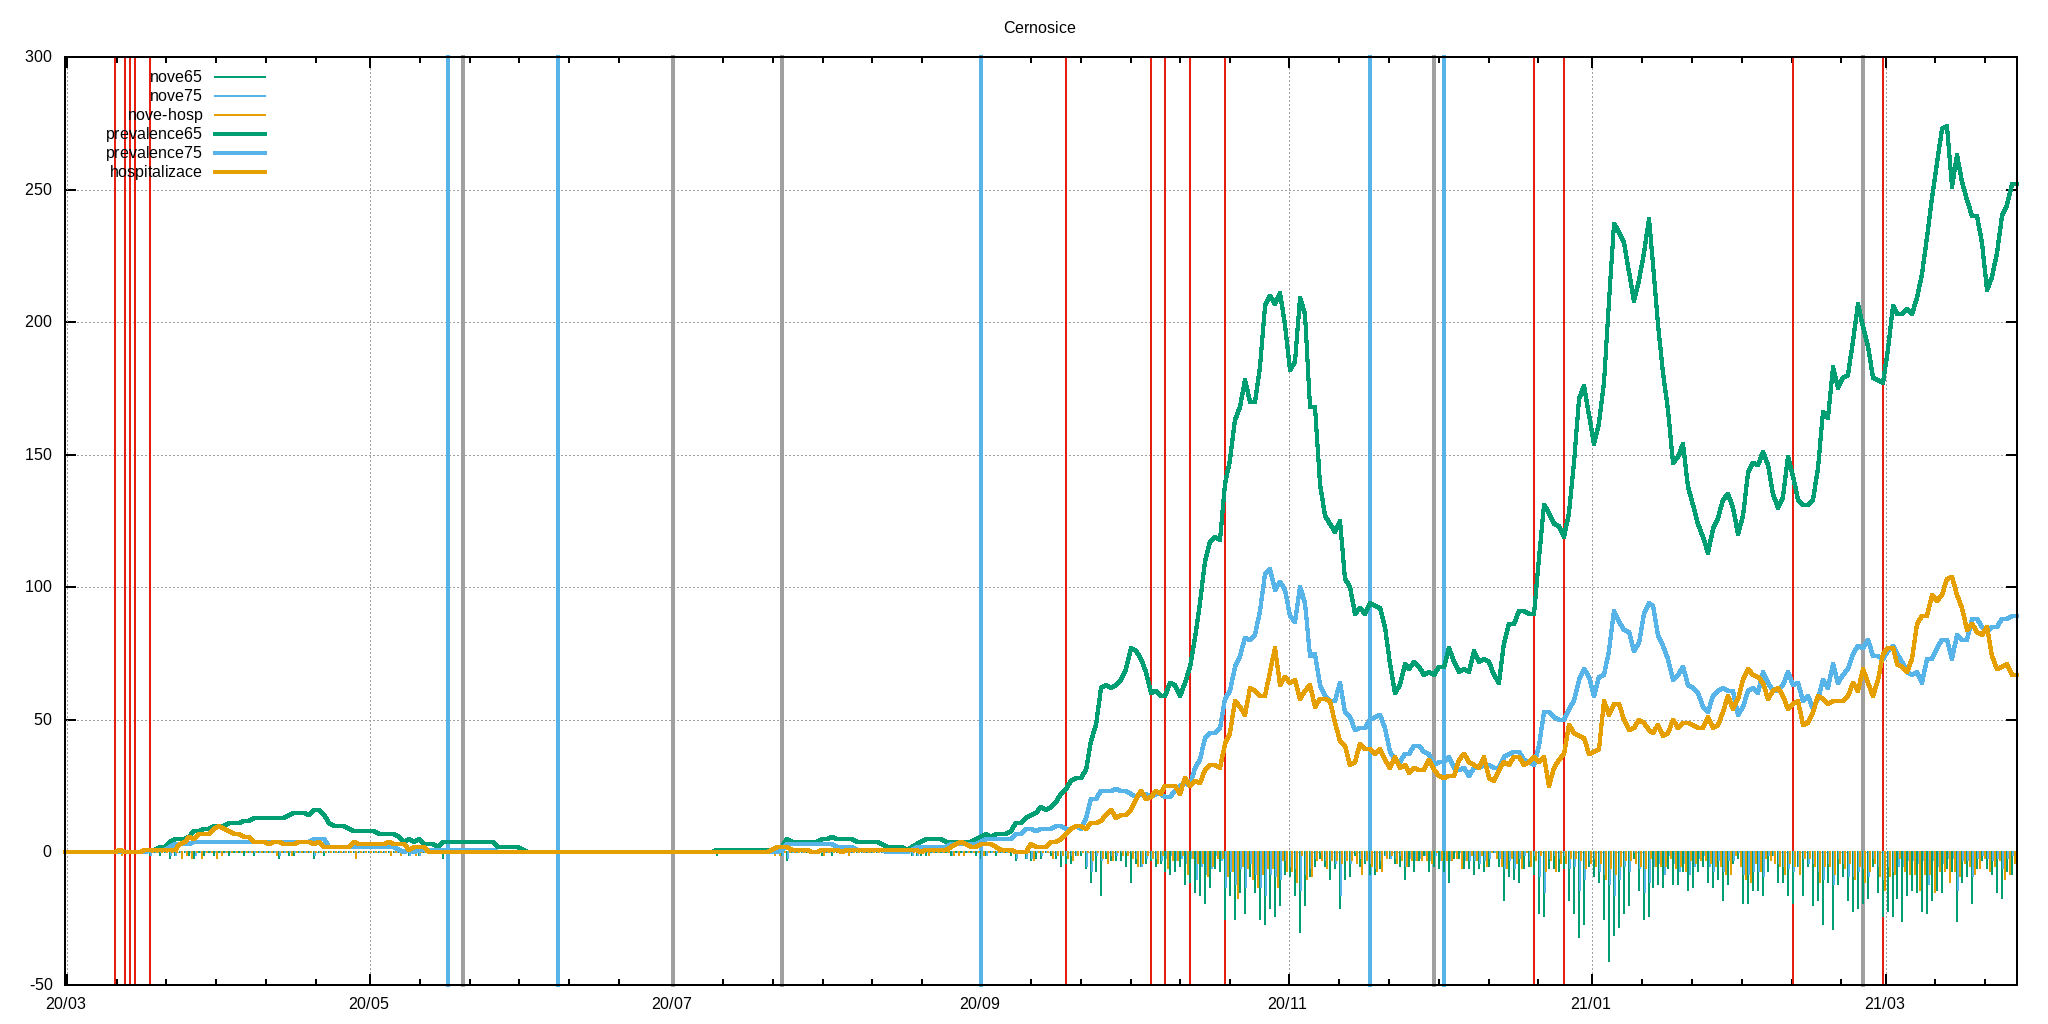 Cernosice
300
nove65
nove75
nove-hosp
prevalence65
prevalence75
hospitalizace
250
200
150
100
50
0
-50
20/03 20/05 20/07 20/09 20/11 21/01 21/03